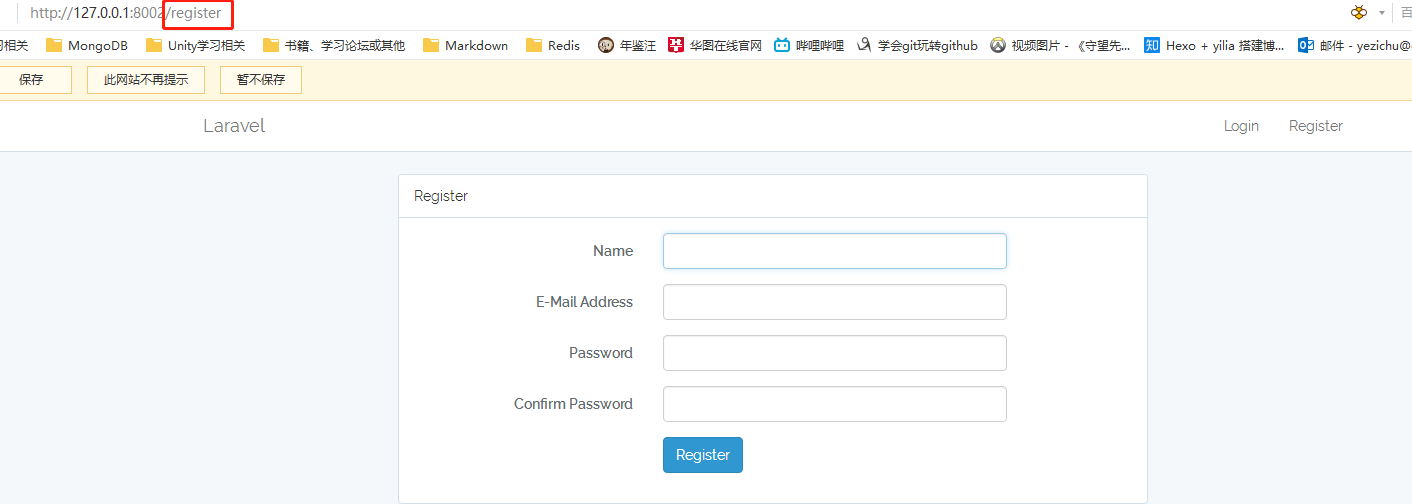 http://127.0.0.1:8002/register
习相关 MongoDB Unity学习相关 书籍、学习论坛或其他 Markdown Redis 年鉴汪 华图在线官网 哔哩哔哩 学会git玩转github 视频图片 - 《守望先... 知 Hexo + yilia 搭建博... 邮件 - yezichu@
保存 此网站不再提示 暂不保存
Laravel Login Register
Register
Name
E-Mail Address
Password
Confirm Password
Register